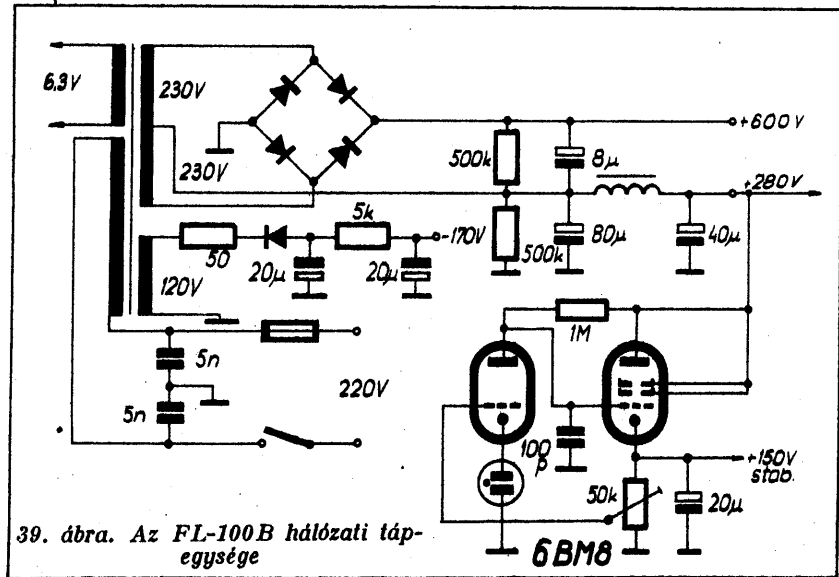 6.3V
230V
230V
120V
50
20μ
5k
20μ
-170V
500k
500k
8μ
80μ
40μ
+600V
+280V
5n
5n
220V
1M
100
p
50k
20μ
+150V
stab.
6BM8
39. ábra. Az FL-100B hálózati táp-
egysége